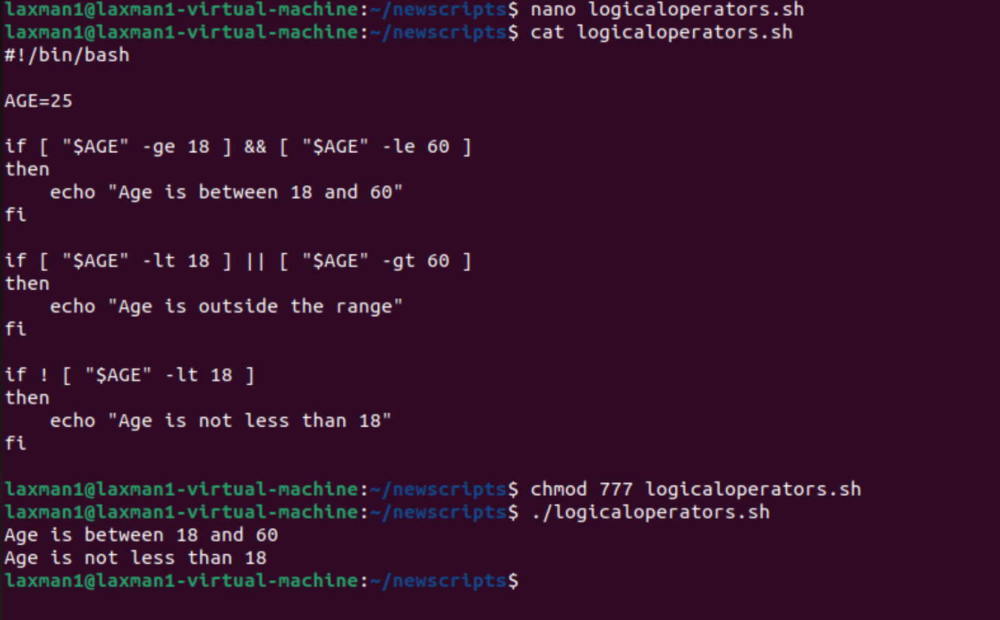 laxman1@laxman1-virtual-machine:~/newscripts$ nano logicaloperators.sh
laxman1@laxman1-virtual-machine:~/newscripts$ cat logicaloperators.sh
#!/bin/bash

AGE=25

if [ "$AGE" -ge 18 ] && [ "$AGE" -le 60 ]
then
    echo "Age is between 18 and 60"
fi

if [ "$AGE" -lt 18 ] || [ "$AGE" -gt 60 ]
then
    echo "Age is outside the range"
fi

if ! [ "$AGE" -lt 18 ]
then
    echo "Age is not less than 18"
fi

laxman1@laxman1-virtual-machine:~/newscripts$ chmod 777 logicaloperators.sh
laxman1@laxman1-virtual-machine:~/newscripts$ ./logicaloperators.sh
Age is between 18 and 60
Age is not less than 18
laxman1@laxman1-virtual-machine:~/newscripts$